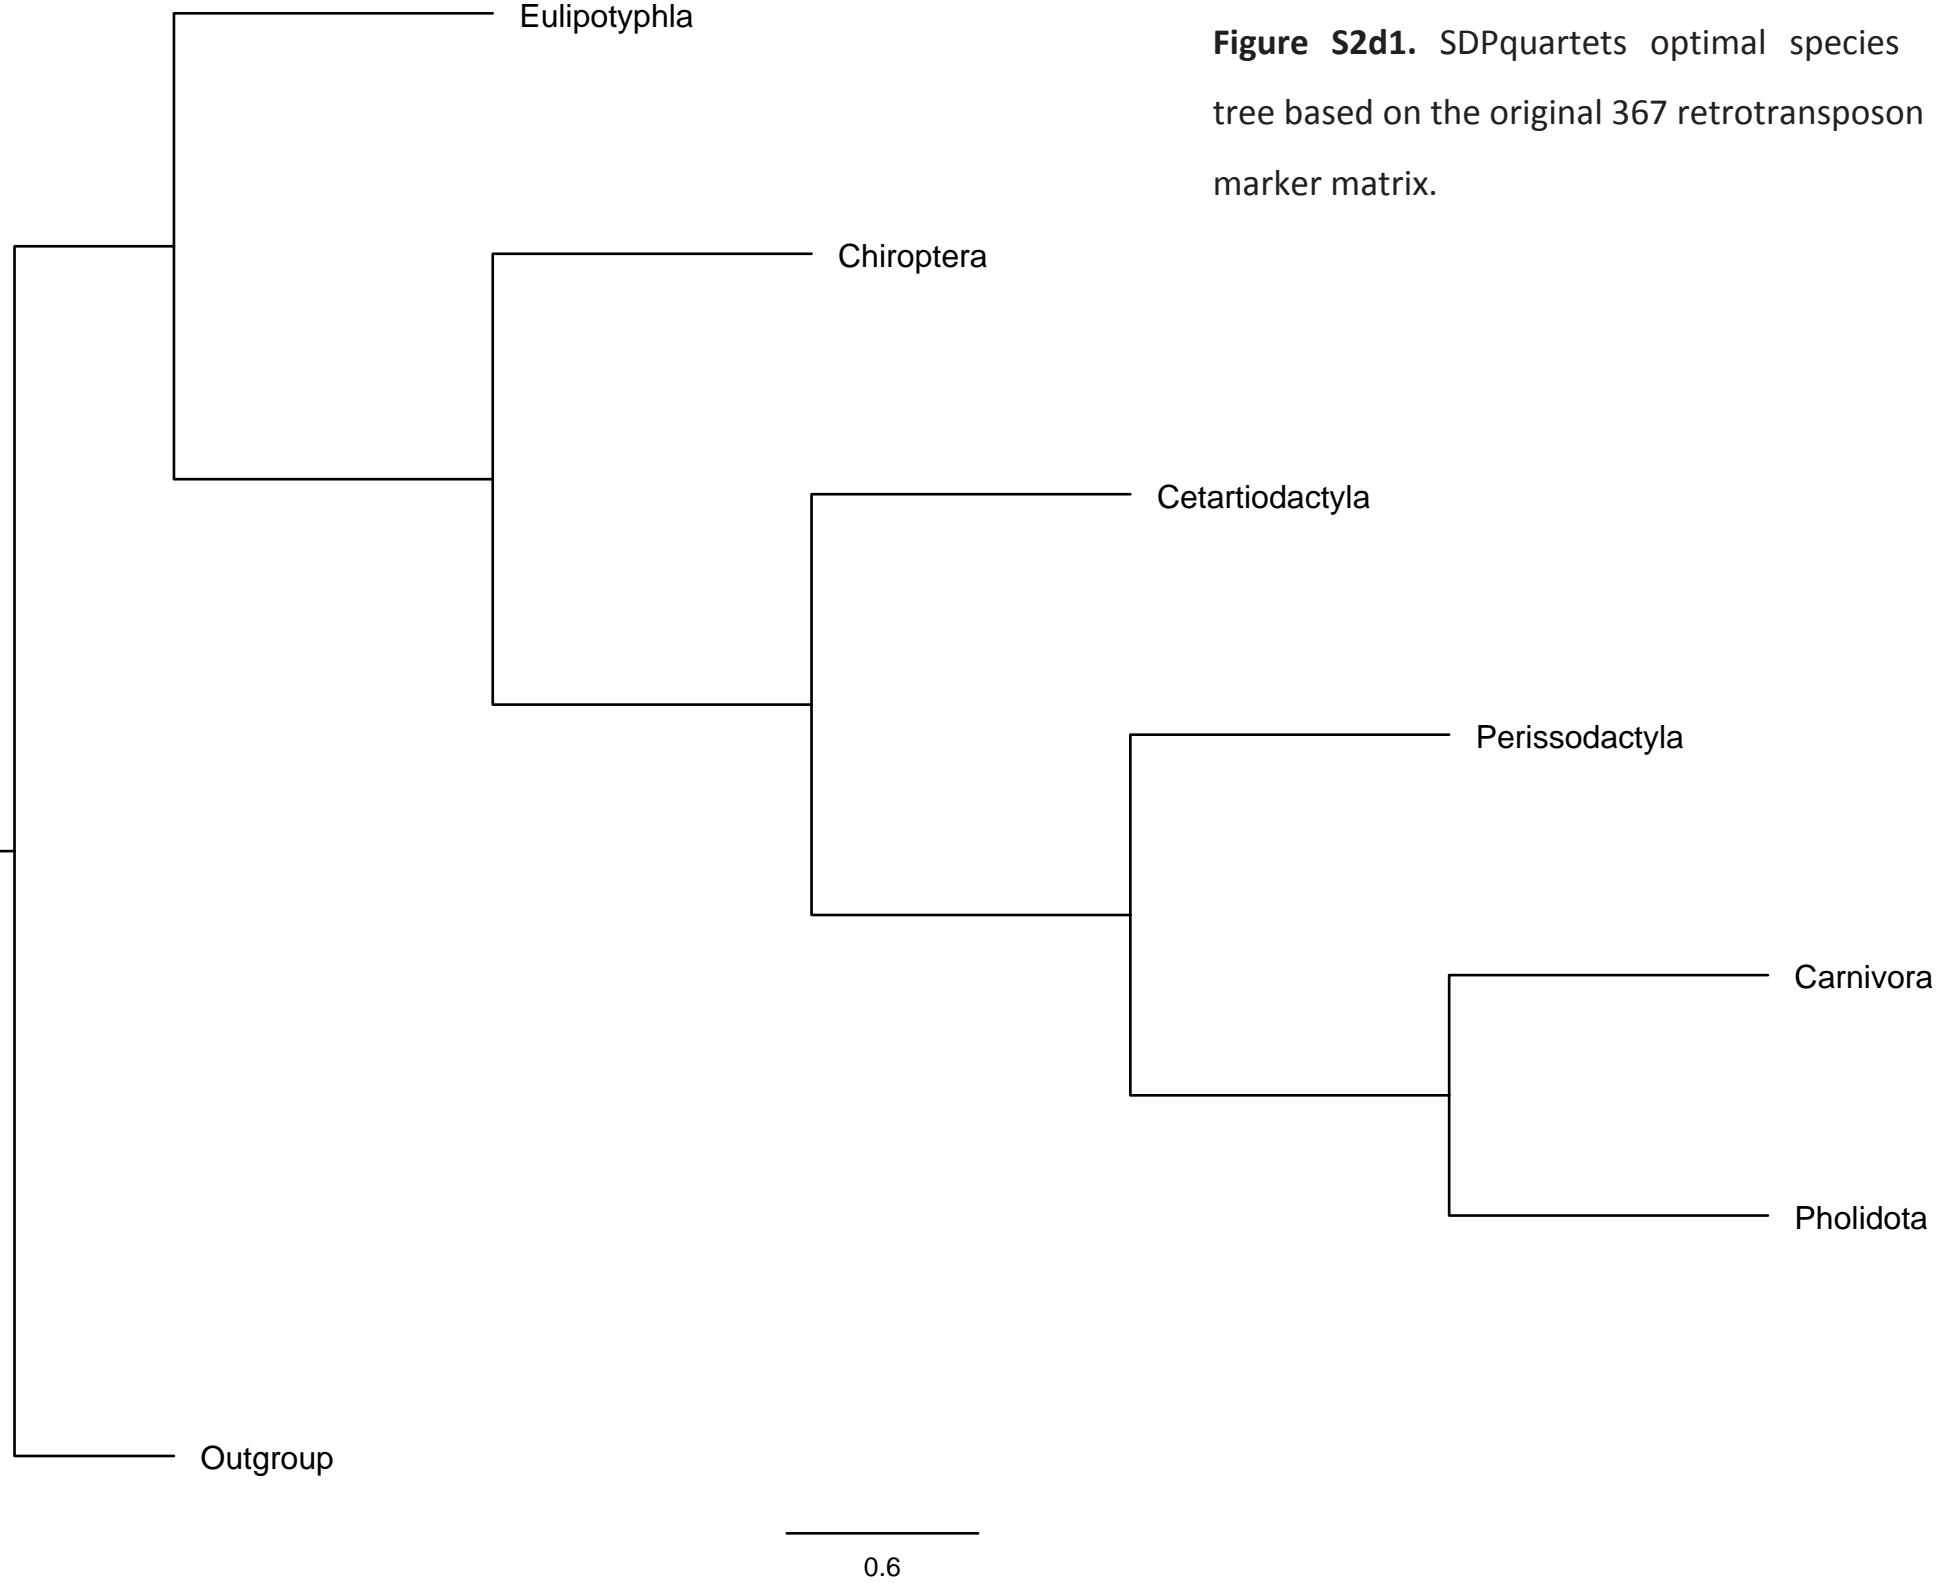 Eulipotyphla
Figure S2d1. SDPquartets optimal species
tree based on the original 367 retrotransposon
marker matrix.
Chiroptera
Cetartiodactyla
Perissodactyla
Carnivora
Pholidota
Outgroup
0.6